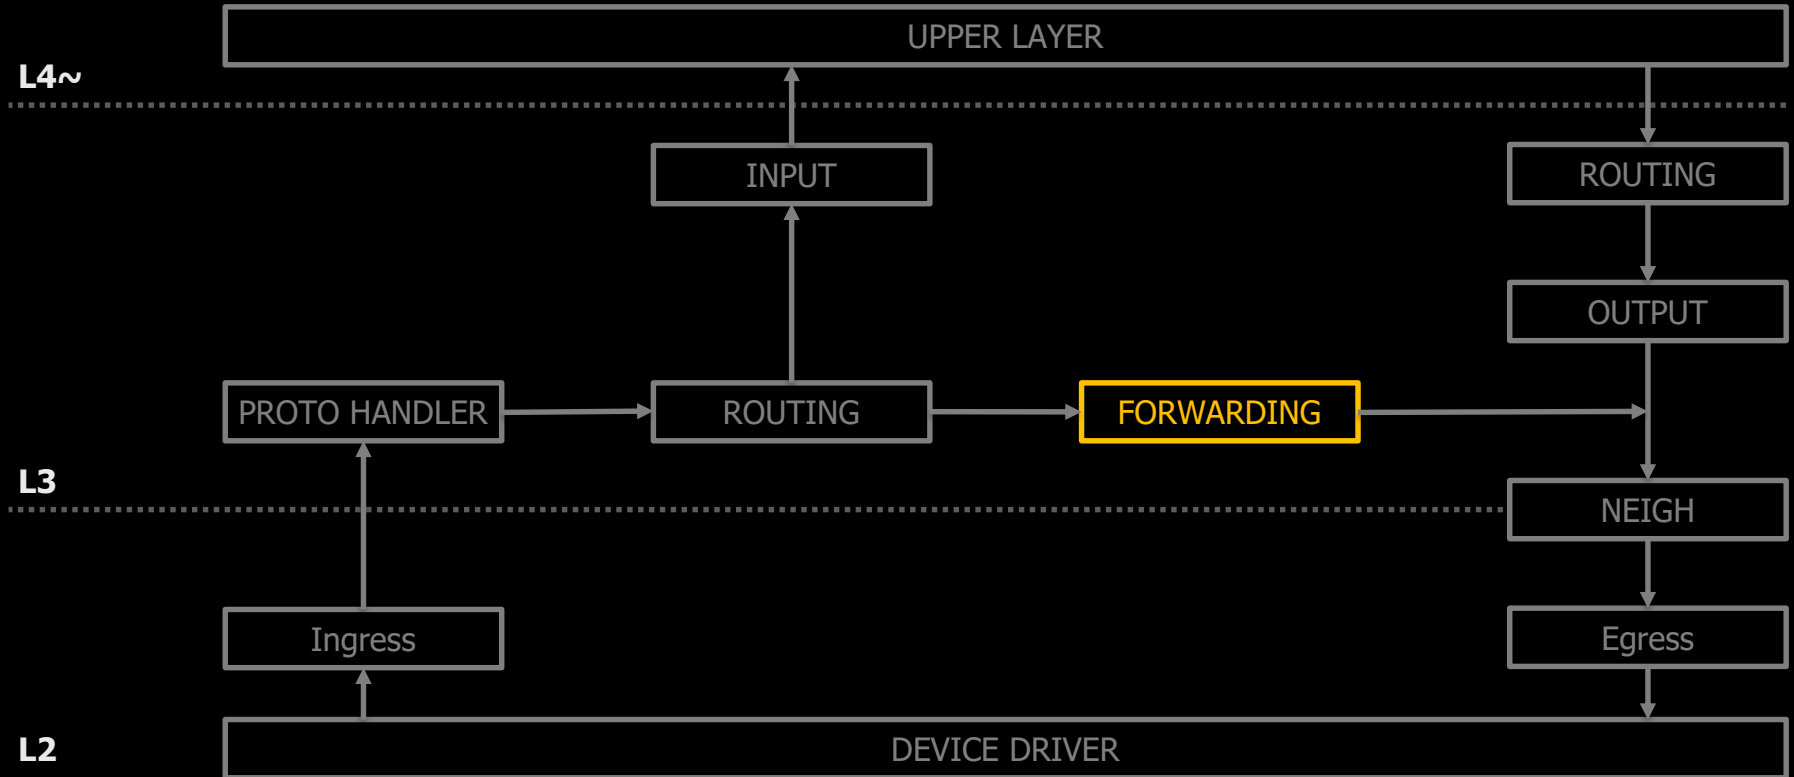 UPPER LAYER
L4~
INPUT
ROUTING
OUTPUT
PROTO HANDLER
ROUTING
FORWARDING
L3
NEIGH
Ingress
Egress
L2
DEVICE DRIVER